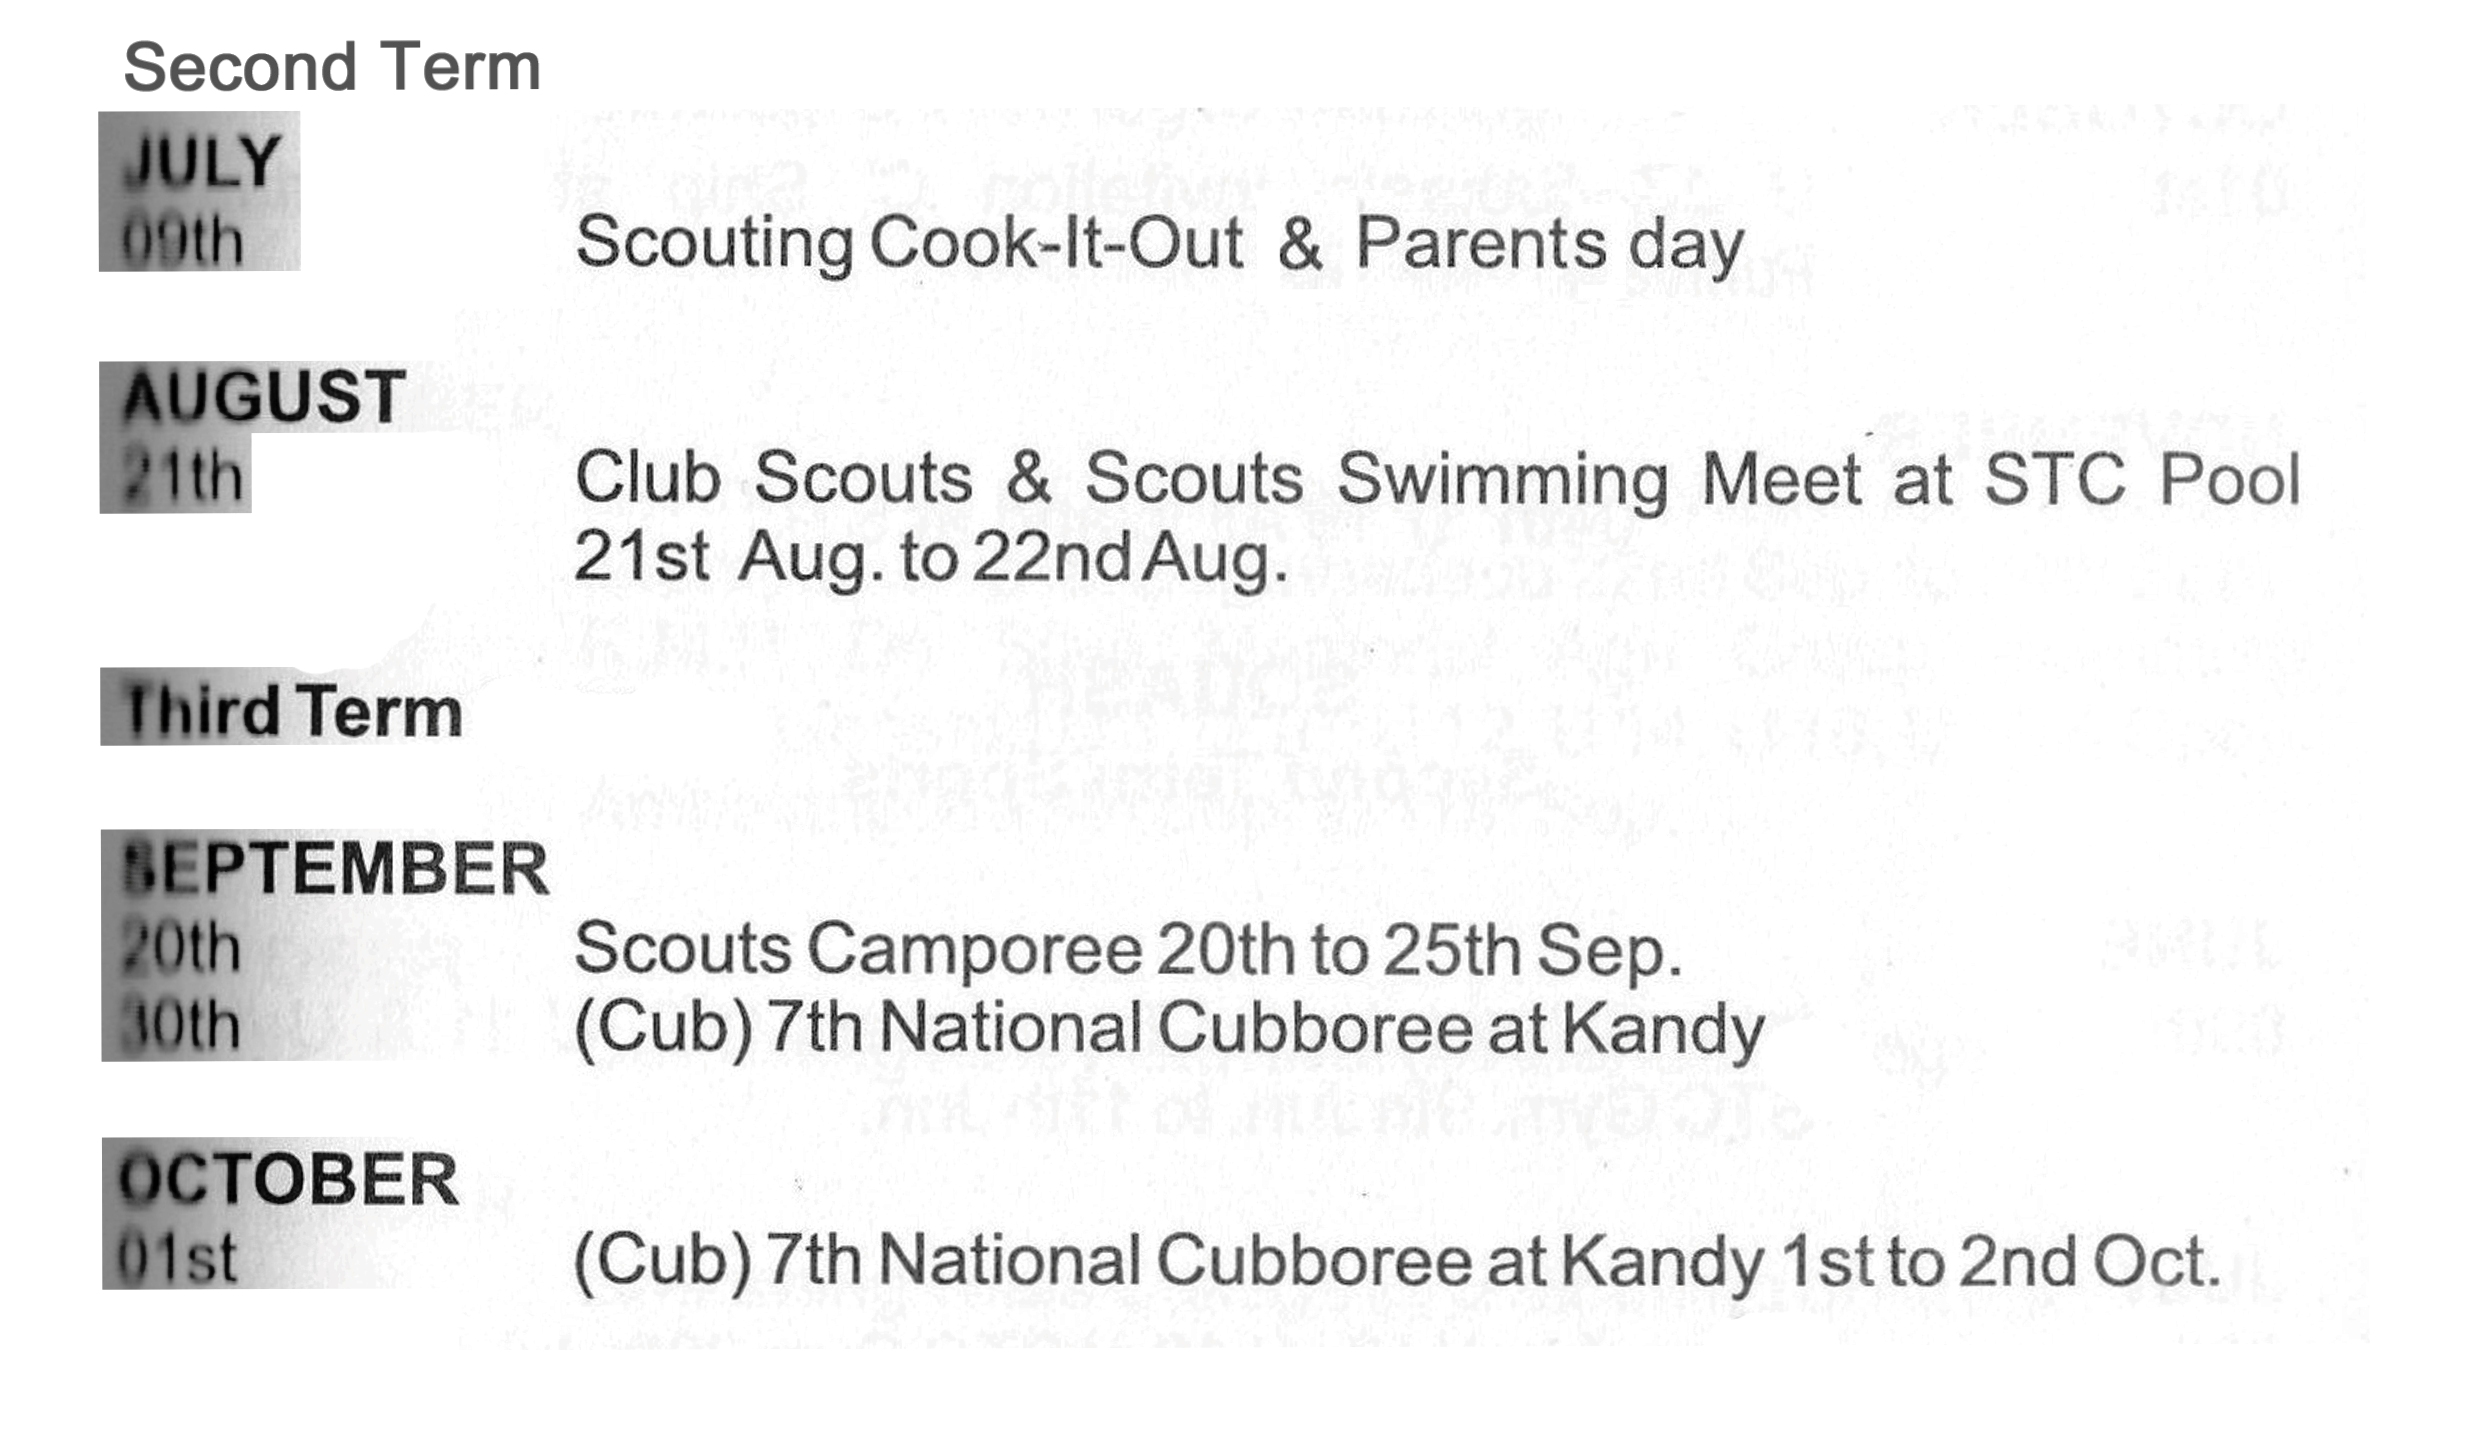 Second Term
JULY
09th Scouting Cook-It-Out & Parents day
AUGUST
21th Club Scouts & Scouts Swimming Meet at STC Pool
21st Aug. to 22nd Aug.
Third Term
SEPTEMBER
20th Scouts Camporee 20th to 25th Sep.
30th (Cub) 7th National Cubboree at Kandy
OCTOBER
01st (Cub) 7th National Cubboree at Kandy 1st to 2nd Oct.